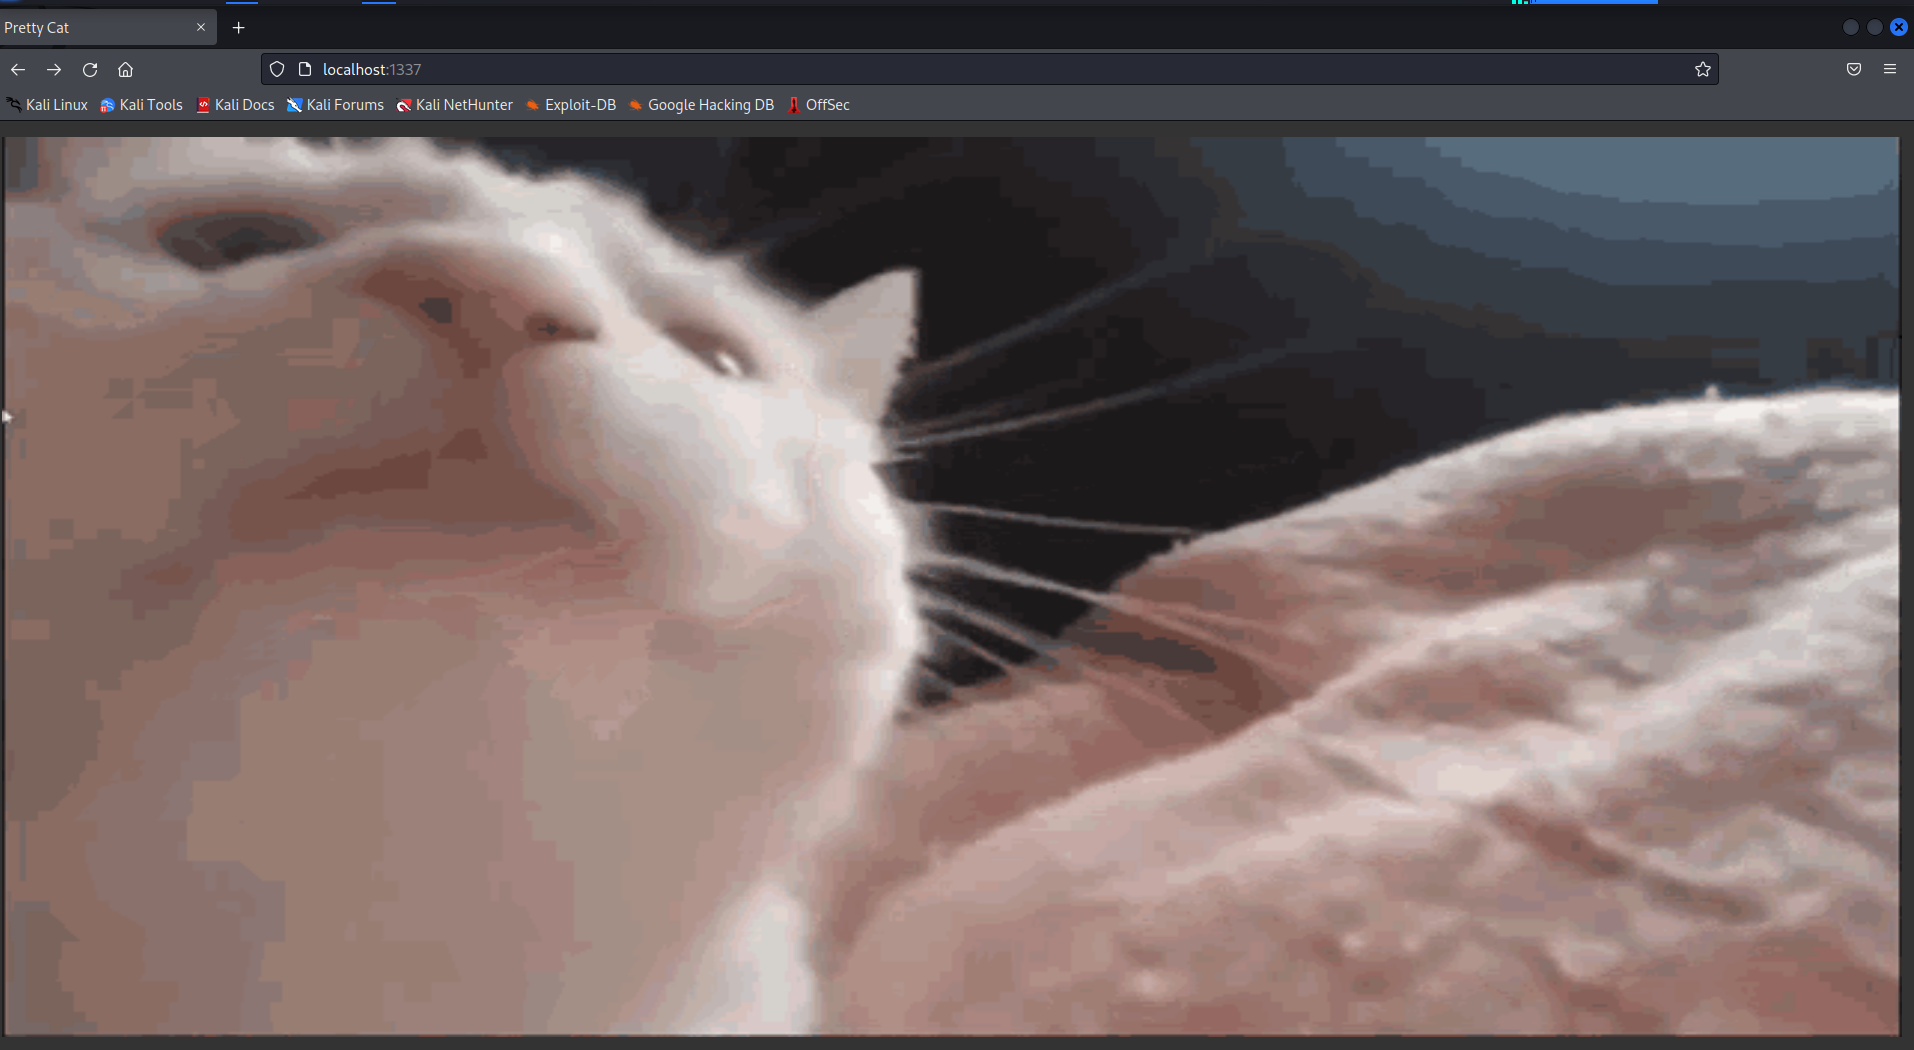 Pretty Cat
localhost:1337
Kali Linux Kali Tools Kali Docs Kali Forums Kali NetHunter Exploit-DB Google Hacking DB OffSec